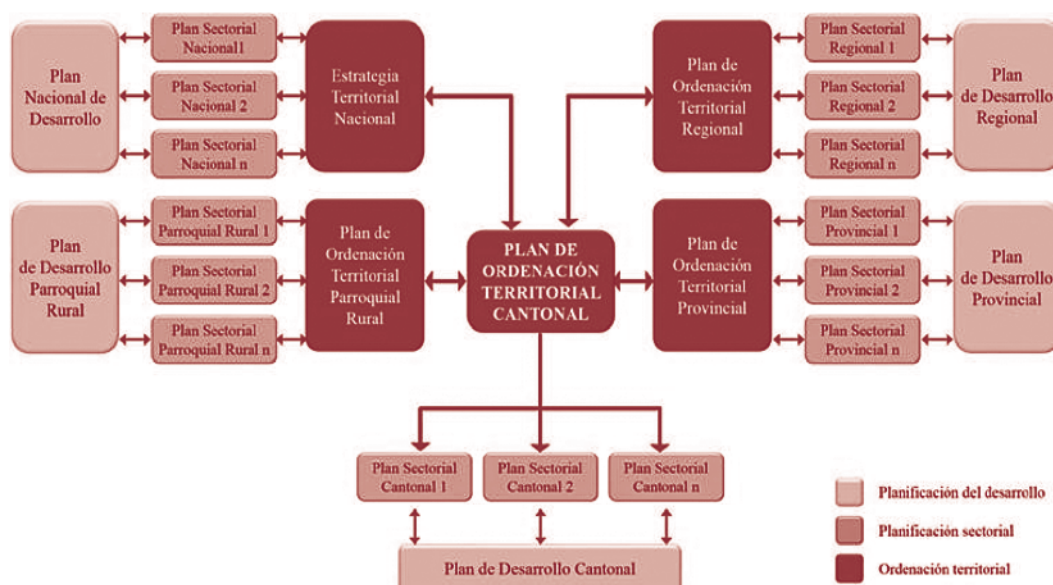 Plan
Nacional de
Desarrollo
Plan Sectorial
Nacional1
Plan Sectorial
Nacional 2
Plan Sectorial
Nacional n
Estrategia
Territorial
Nacional
Plan de
Ordenación
Territorial
Regional
Plan Sectorial
Regional 1
Plan Sectorial
Regional 2
Plan Sectorial
Regional n
Plan
de Desarrollo
Regional
Plan
de Desarrollo
Parroquial
Rural
Plan Sectorial
Parroquial Rural 1
Plan Sectorial
Parroquial Rural 2
Plan Sectorial
Parroquial Rural n
Plan de
Ordenación
Territorial
Parroquial
Rural
PLAN DE
ORDENACIÓN
TERRITORIAL
CANTONAL
Plan de
Ordenación
Territorial
Provincial
Plan Sectorial
Provincial 1
Plan Sectorial
Provincial 2
Plan Sectorial
Provincial n
Plan
de Desarrollo
Provincial
Plan Sectorial
Cantonal 1
Plan Sectorial
Cantonal 2
Plan Sectorial
Cantonal n
Plan de Desarrollo Cantonal
Planificación del desarrollo
Planificación sectorial
Ordenación territorial